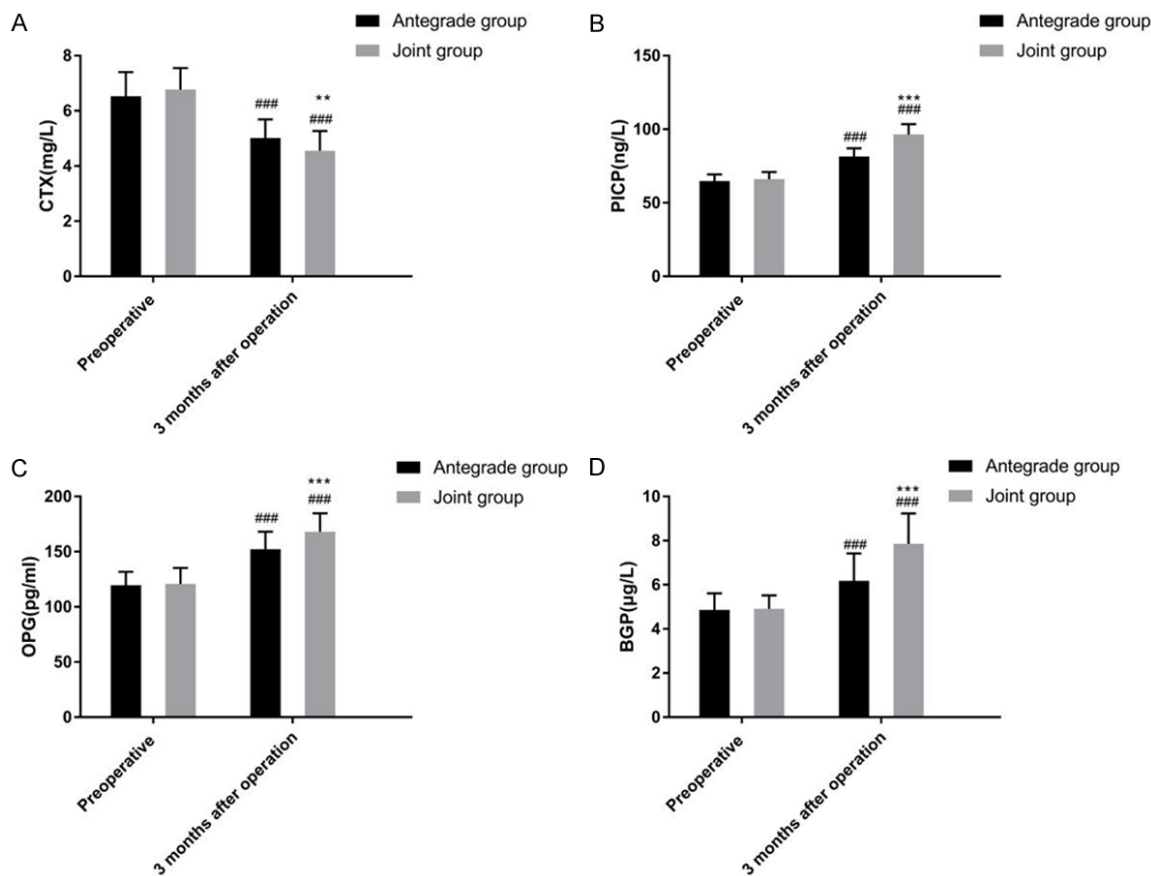 A
Antegrade group
Joint group
CTX(mg/L)
8
6
4
2
0
###
**
###
Preoperative
3 months after operation
B
Antegrade group
Joint group
PICP(ng/L)
150
100
50
0
###
***
###
Preoperative
3 months after operation
C
Antegrade group
Joint group
OPG(pg/ml)
200
150
100
50
0
###
***
###
Preoperative
3 months after operation
D
Antegrade group
Joint group
BGP(μg/L)
10
8
6
4
2
0
###
***
###
Preoperative
3 months after operation